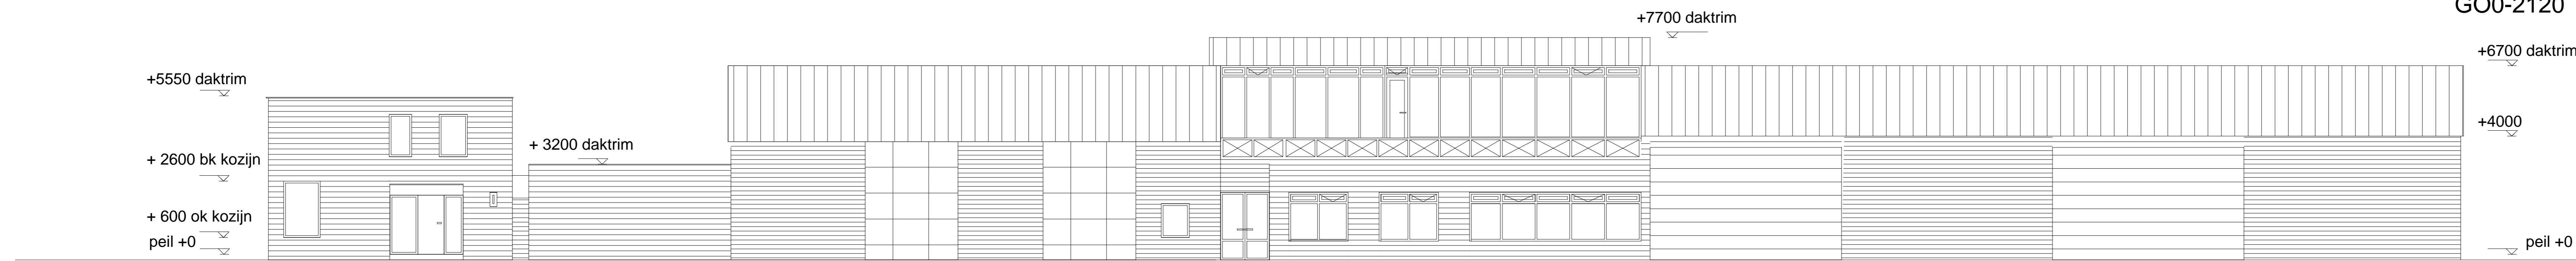 GO0-2120
+7700 daktrim
+6700 daktrim
+5550 daktrim
+4000
+ 3200 daktrim
+ 2600 bk kozijn
+ 600 ok kozijn
peil +0
peil +0